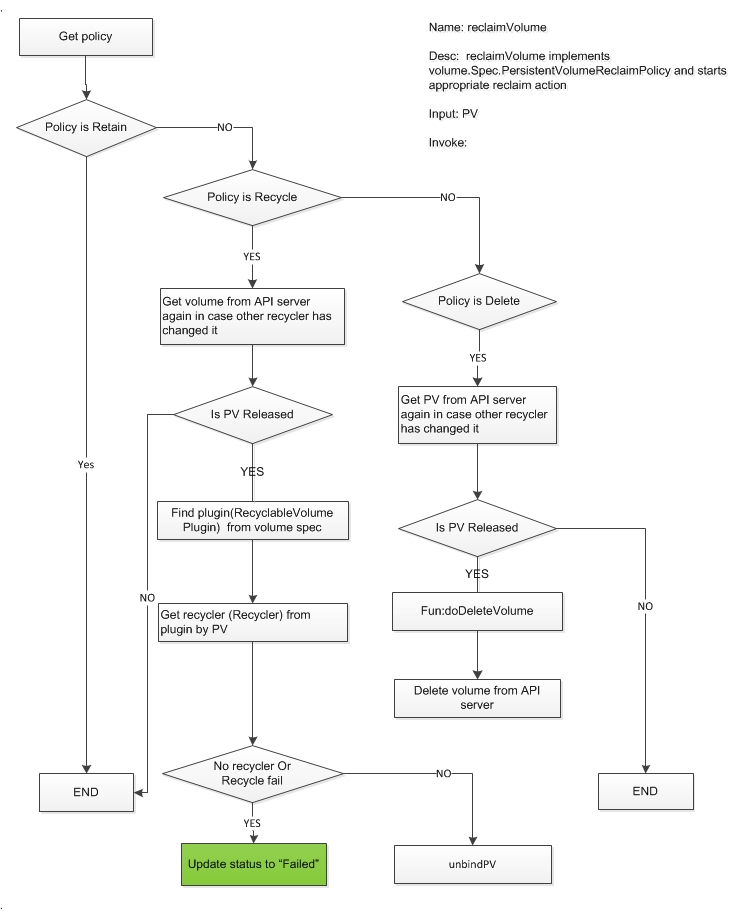 Get policy
Name: reclaimVolume
Desc: reclaimVolume implements
volume.Spec.PersistentVolumeReclaimPolicy and starts
appropriate reclaim action
Input: PV
Invoke:
Policy is Retain
NO
Policy is Recycle
NO
YES
Get volume from API server
again in case other recycler has
changed it
Policy is Delete
YES
Get PV from API server
again in case other recycler
has changed it
Is PV Released
Yes
YES
Find plugin(RecyclableVolume
Plugin) from volume spec
Is PV Released
YES
NO
NO
Get recycler (Recycler) from
plugin by PV
Fun:doDeleteVolume
Delete volume from API
server
No recycler Or
Recycle fail
NO
END
END
YES
Update status to "Failed"
unbindPV